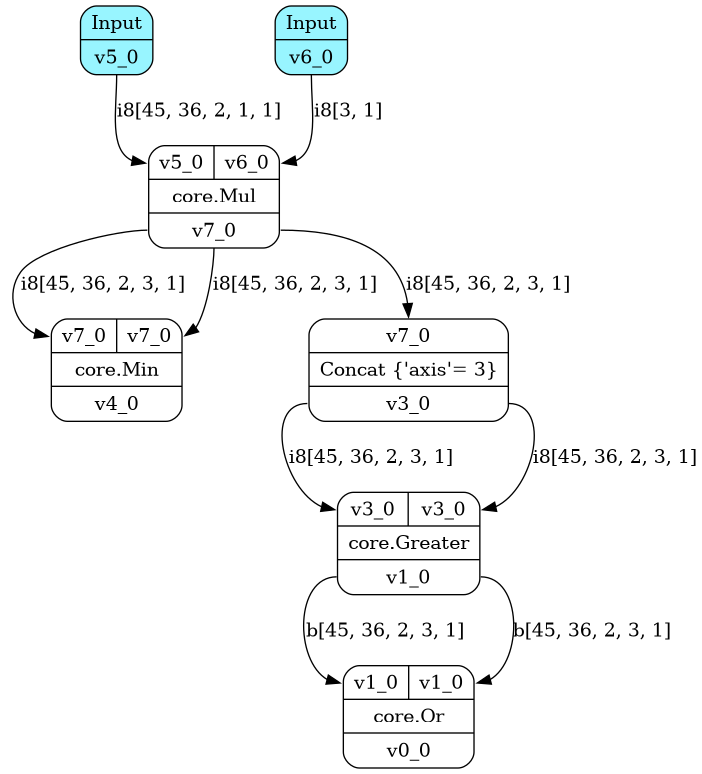 Input
v5_0
Input
v6_0
i8[45, 36, 2, 1, 1]
i8[3, 1]
v5_0
v6_0
core.Mul
v7_0
i8[45, 36, 2, 3, 1]
i8[45, 36, 2, 3, 1]
i8[45, 36, 2, 3, 1]
v7_0
v7_0
core.Min
v4_0
v7_0
Concat {'axis'= 3}
v3_0
i8[45, 36, 2, 3, 1]
i8[45, 36, 2, 3, 1]
v3_0
v3_0
core.Greater
v1_0
b[45, 36, 2, 3, 1]
b[45, 36, 2, 3, 1]
v1_0
v1_0
core.Or
v0_0